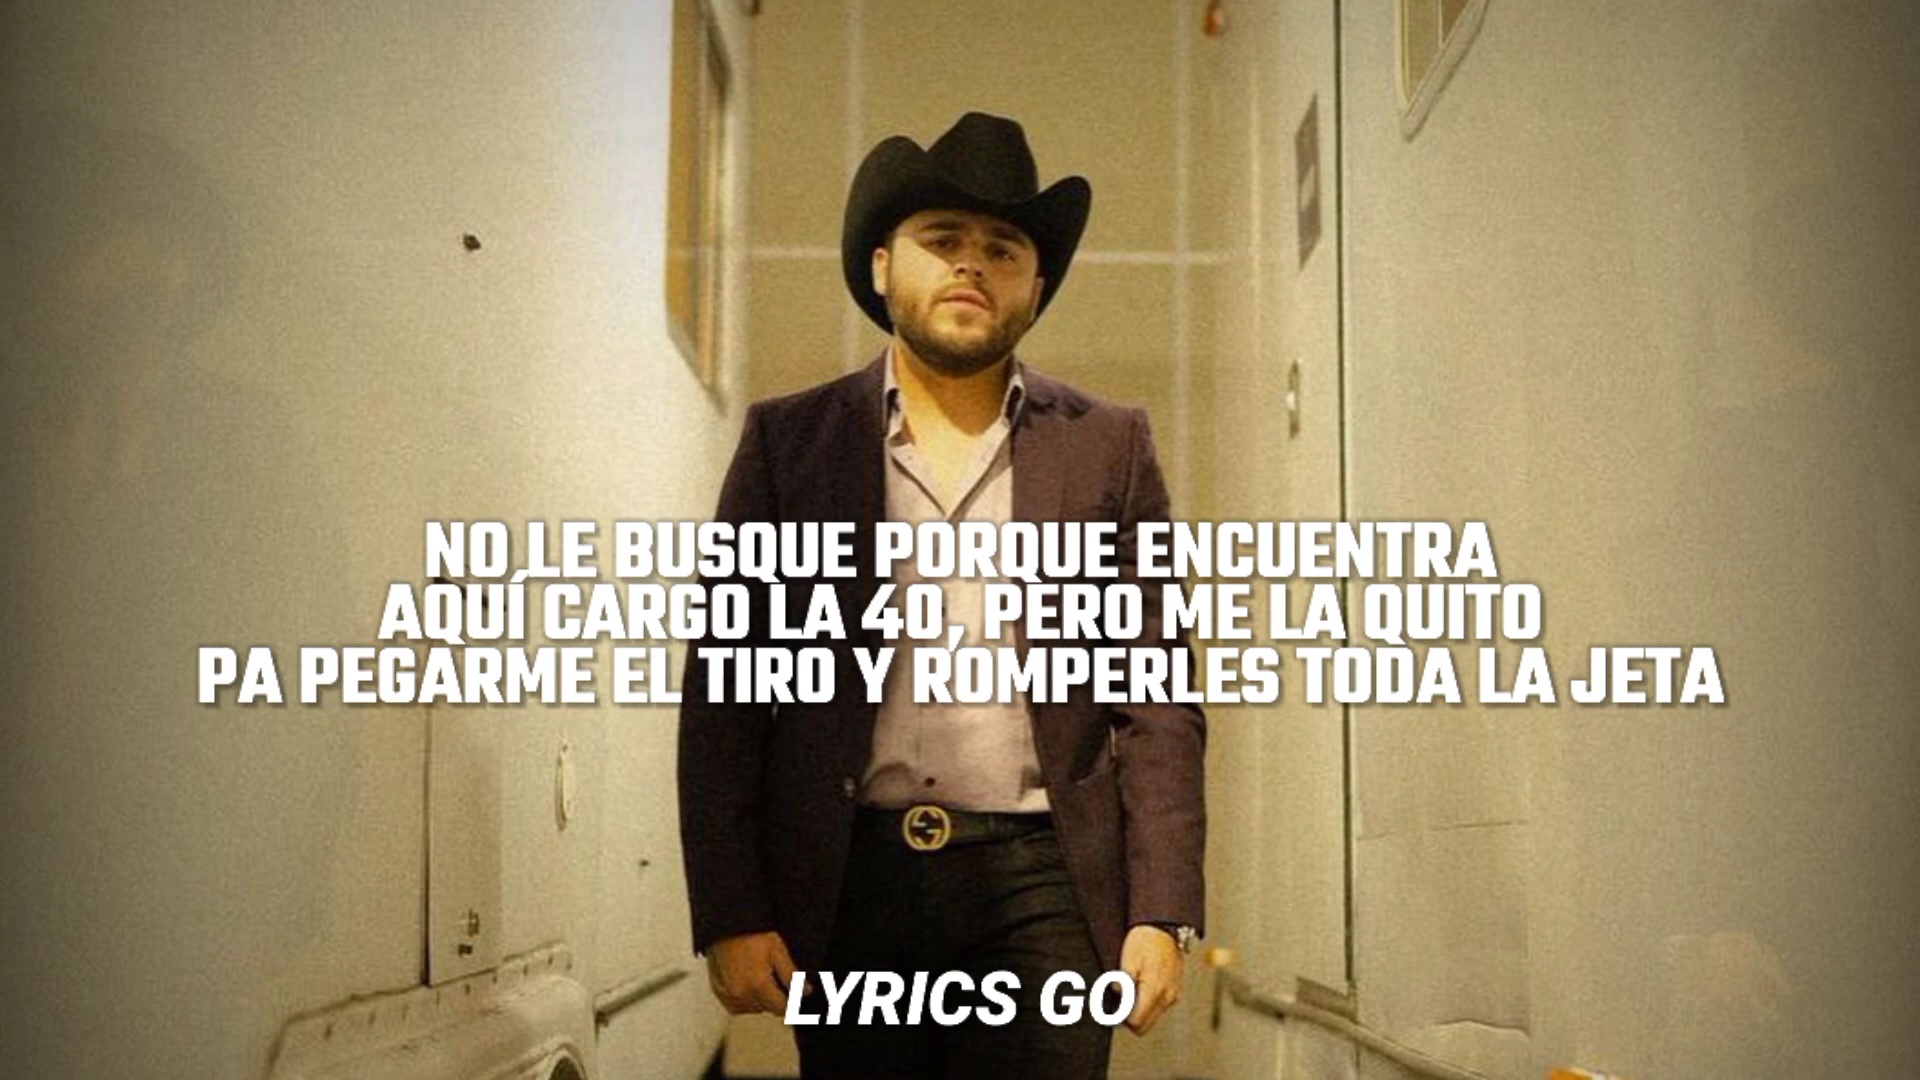 NO LE BUSQUE PORQUE ENCUENTRA
AQUÍ CARGO LA 40, PERO ME LA QUITO
PA PEGARME EL TIRO Y ROMPERLES TODA LA JETA
LYRICS GO